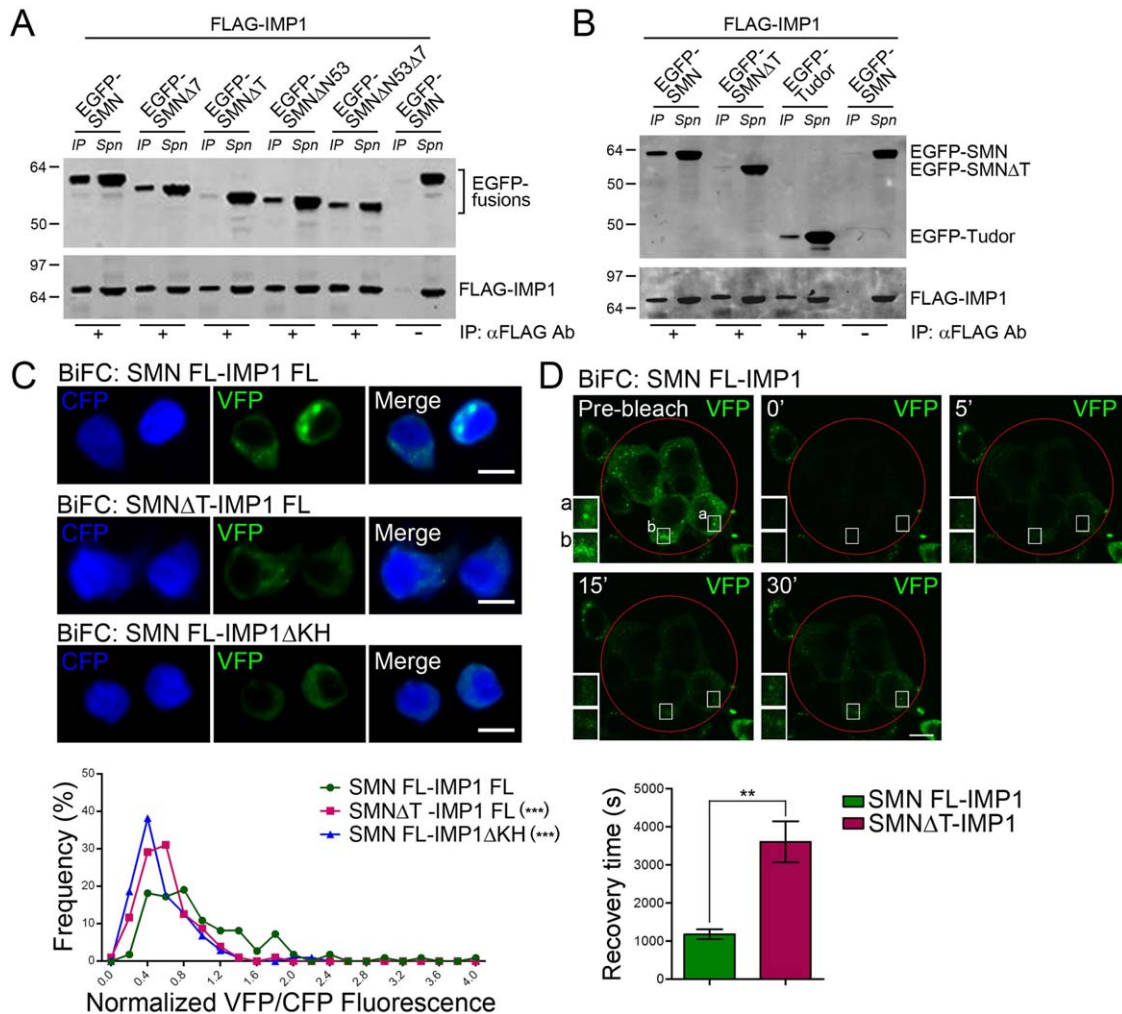 A
FLAG-IMP1
EGFP-SMN
EGFP-SMNΔ7
EGFP-SMNΔT
EGFP-SMNΔN53
EGFP-SMNΔN53Δ7
EGFP-SMN
IP Spn IP Spn IP Spn IP Spn IP Spn IP Spn
64
50
EGFP-fusions
97
64
FLAG-IMP1
+ + + + + - IP: αFLAG Ab
B
FLAG-IMP1
EGFP-SMN
EGFP-SMNΔT
EGFP-Tudor
EGFP-SMN
IP Spn IP Spn IP Spn IP Spn
64
50
50
EGFP-SMN
EGFP-SMNΔT
EGFP-Tudor
97
64
FLAG-IMP1
+ + + - IP: αFLAG Ab
C
BiFC: SMN FL-IMP1 FL
CFP VFP Merge
BiFC: SMNΔT-IMP1 FL
CFP VFP Merge
BiFC: SMN FL-IMP1ΔKH
CFP VFP Merge
Frequency (%)
50
40
30
20
10
0
0.0 0.4 0.8 1.2 1.6 2.0 2.4 2.8 3.2 3.6 4.0
Normalized VFP/CFP Fluorescence
SMN FL-IMP1 FL
SMNΔT -IMP1 FL (***)
SMN FL-IMP1ΔKH (***)
D
BiFC: SMN FL-IMP1
Pre-bleach VFP
a
b
a
b
0' VFP
5' VFP
15' VFP
30' VFP
Recovery time (s)
5000
4000
3000
2000
1000
0
**
SMN FL-IMP1
SMNΔT-IMP1